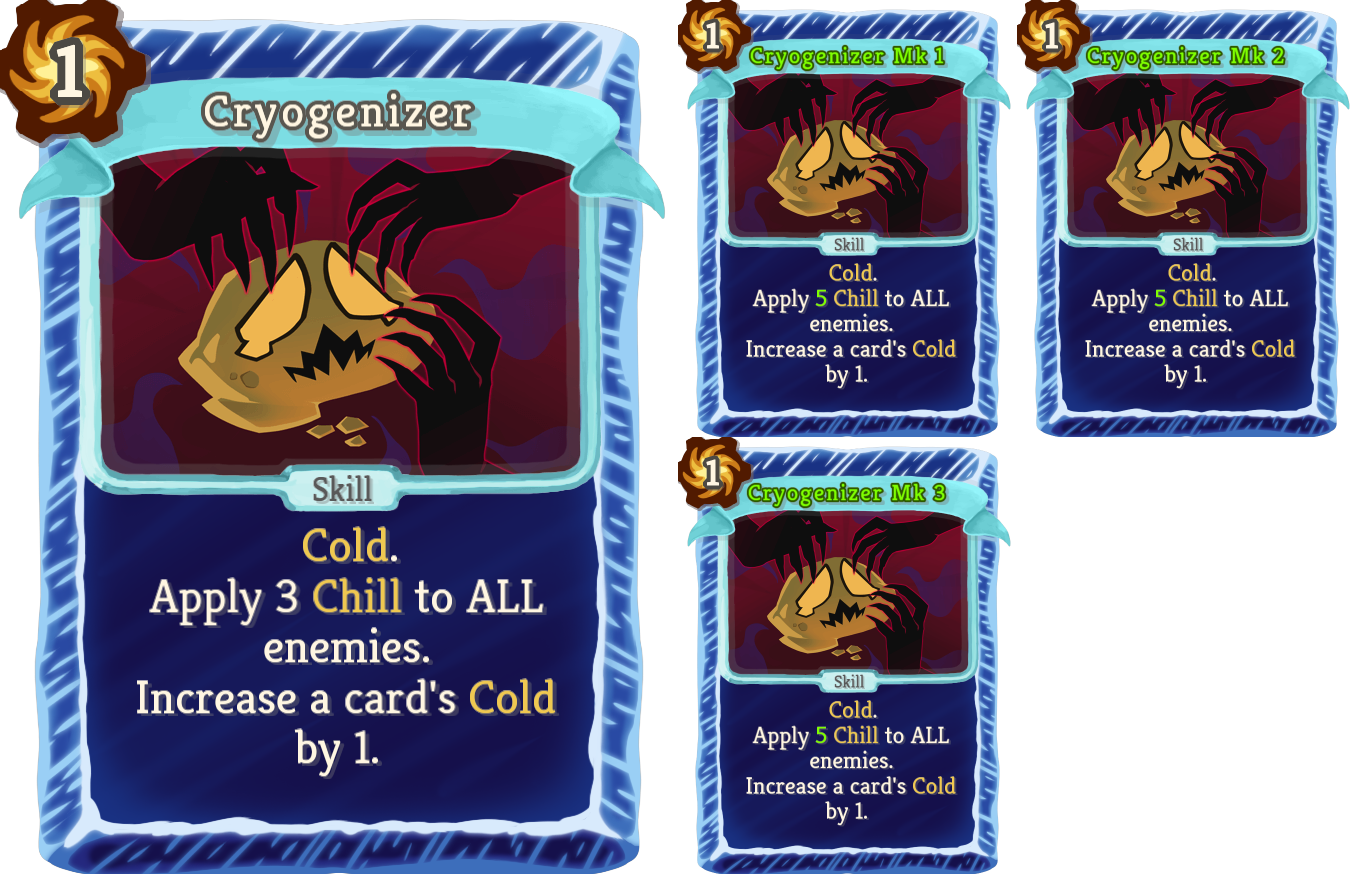 1
Cryogenizer
Skill
Cold.
Apply 3 Chill to ALL
enemies.
Increase a card's Cold
by 1.
1
Cryogenizer Mk 1
Skill
Cold.
Apply 5 Chill to ALL
enemies.
Increase a card's Cold
by 1.
1
Cryogenizer Mk 2
Skill
Cold.
Apply 5 Chill to ALL
enemies.
Increase a card's Cold
by 1.
1
Cryogenizer Mk 3
Skill
Cold.
Apply 5 Chill to ALL
enemies.
Increase a card's Cold
by 1.